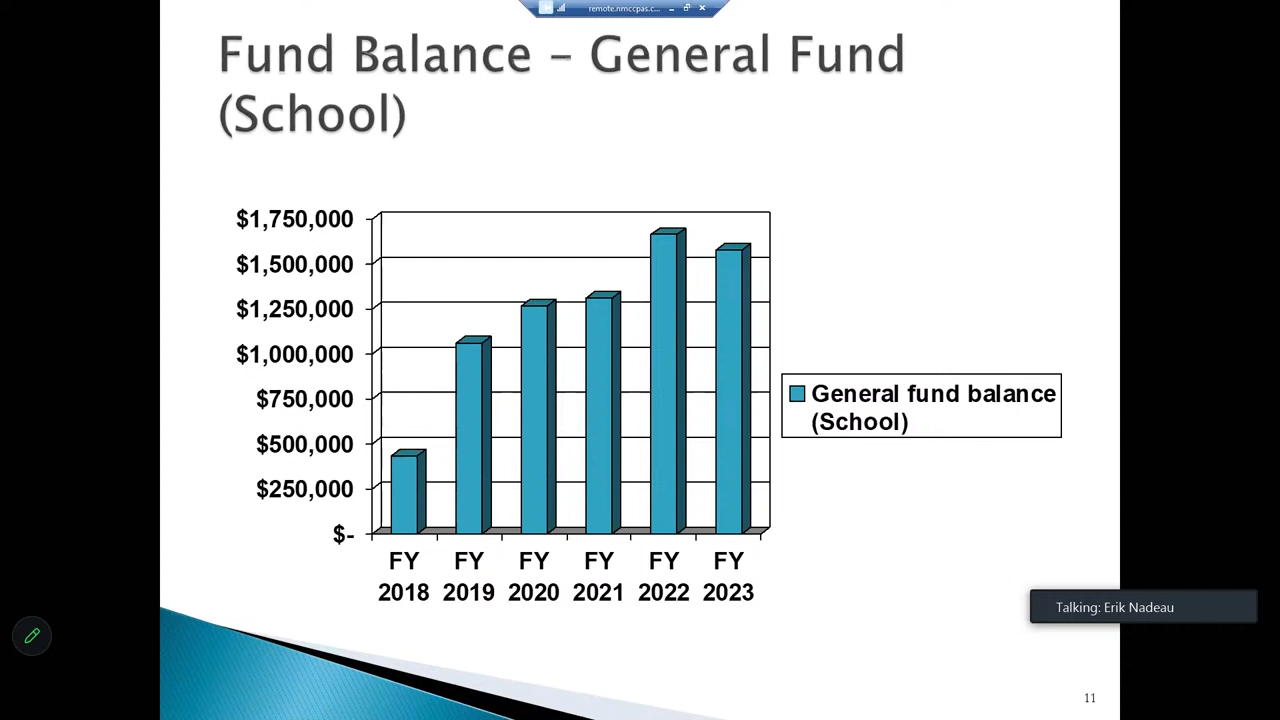 remote.nmccpas.c...
Fund Balance – General Fund
(School)
$1,750,000
$1,500,000
$1,250,000
$1,000,000
$750,000
$500,000
$250,000
$-
FY FY FY FY FY FY
2018 2019 2020 2021 2022 2023
General fund balance
(School)
Talking: Erik Nadeau
11